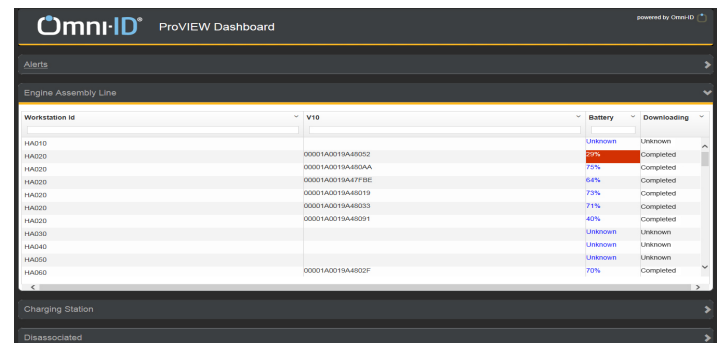 Omni-ID® ProVIEW Dashboard powered by Omni-ID
Alerts
Engine Assembly Line
Workstation Id V10 Battery Downloading
HA010 Unknown Unknown
HA020 00001A0019A48052 29% Completed
HA020 00001A0019A480AA 75% Completed
HA020 00001A0019A47FBE 64% Completed
HA020 00001A0019A48019 73% Completed
HA020 00001A0019A48033 71% Completed
HA020 00001A0019A48091 40% Completed
HA030 Unknown Unknown
HA040 Unknown Unknown
HA050 Unknown Unknown
HA060 00001A0019A4802F 70% Completed
Charging Station
Disassociated